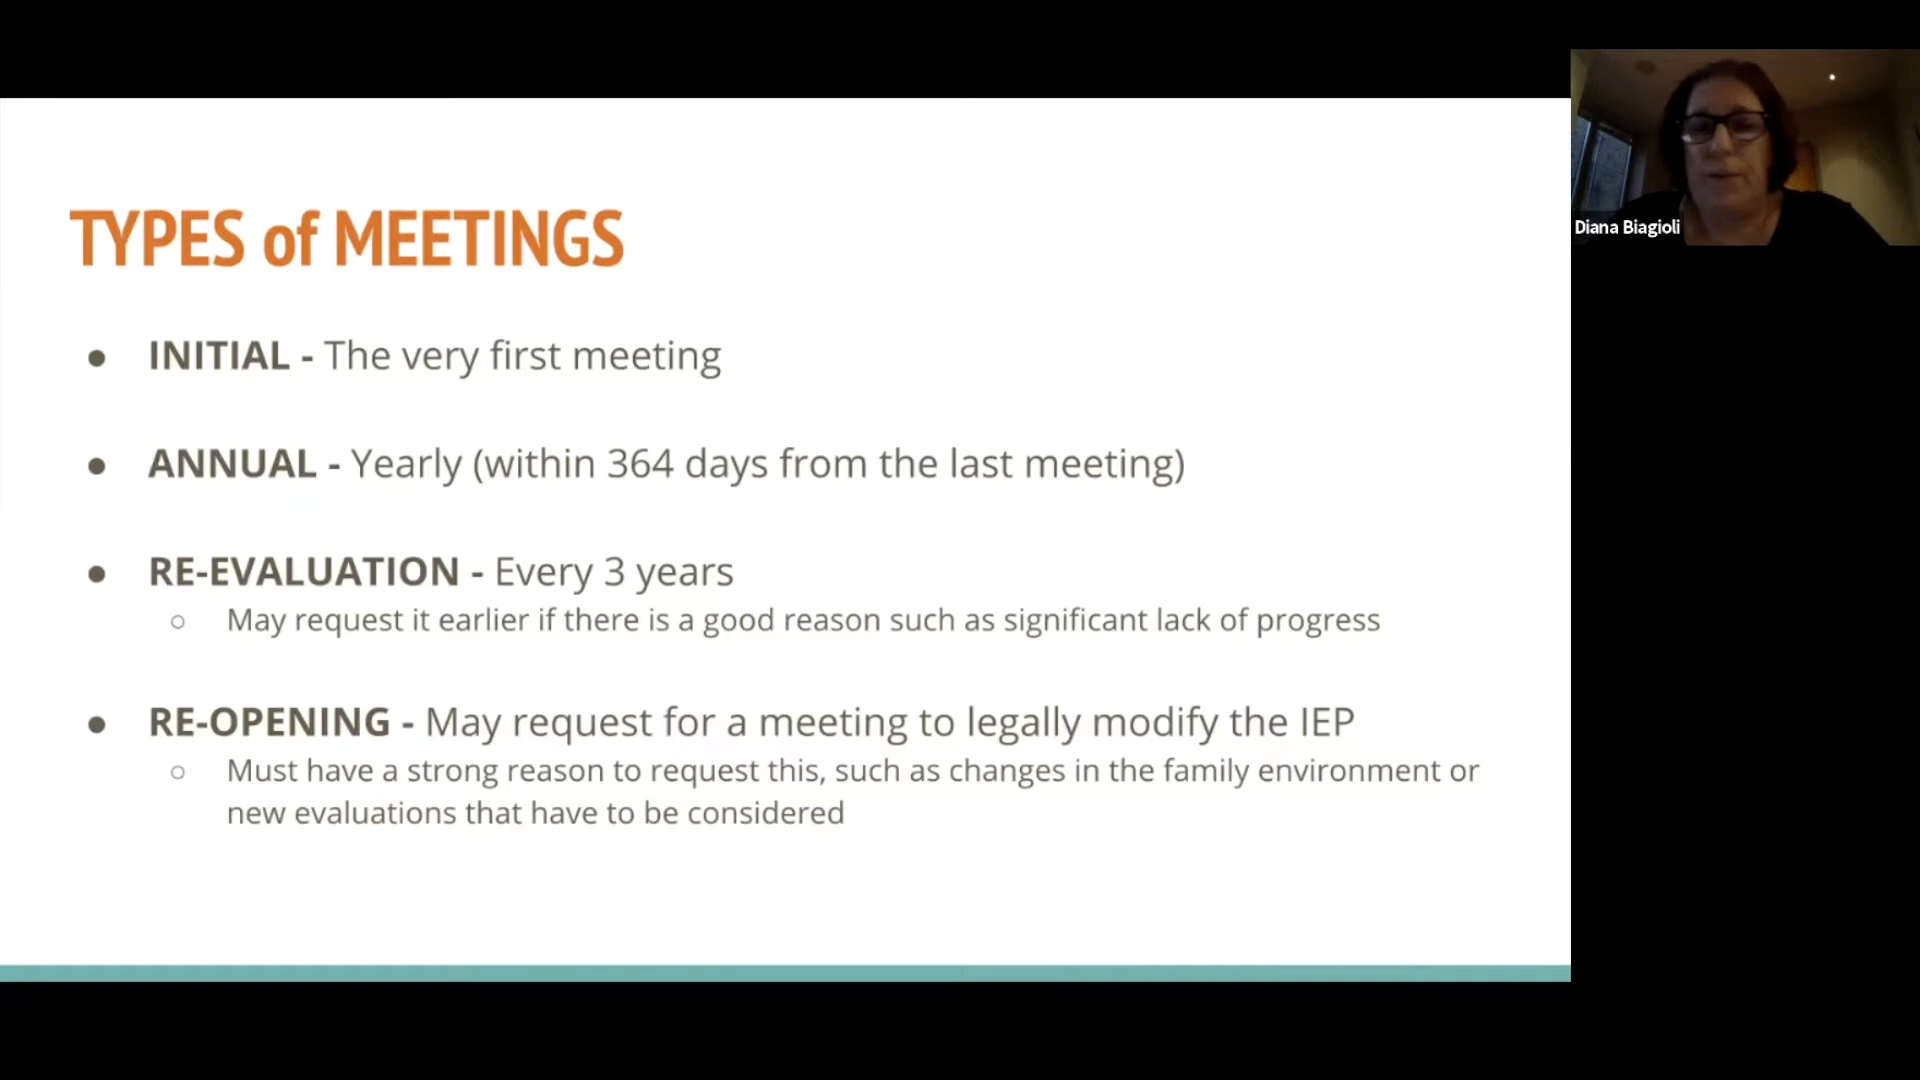 TYPES of MEETINGS
● INITIAL - The very first meeting
● ANNUAL - Yearly (within 364 days from the last meeting)
● RE-EVALUATION - Every 3 years
○ May request it earlier if there is a good reason such as significant lack of progress
● RE-OPENING - May request for a meeting to legally modify the IEP
○ Must have a strong reason to request this, such as changes in the family environment or
new evaluations that have to be considered
Diana Biagioli